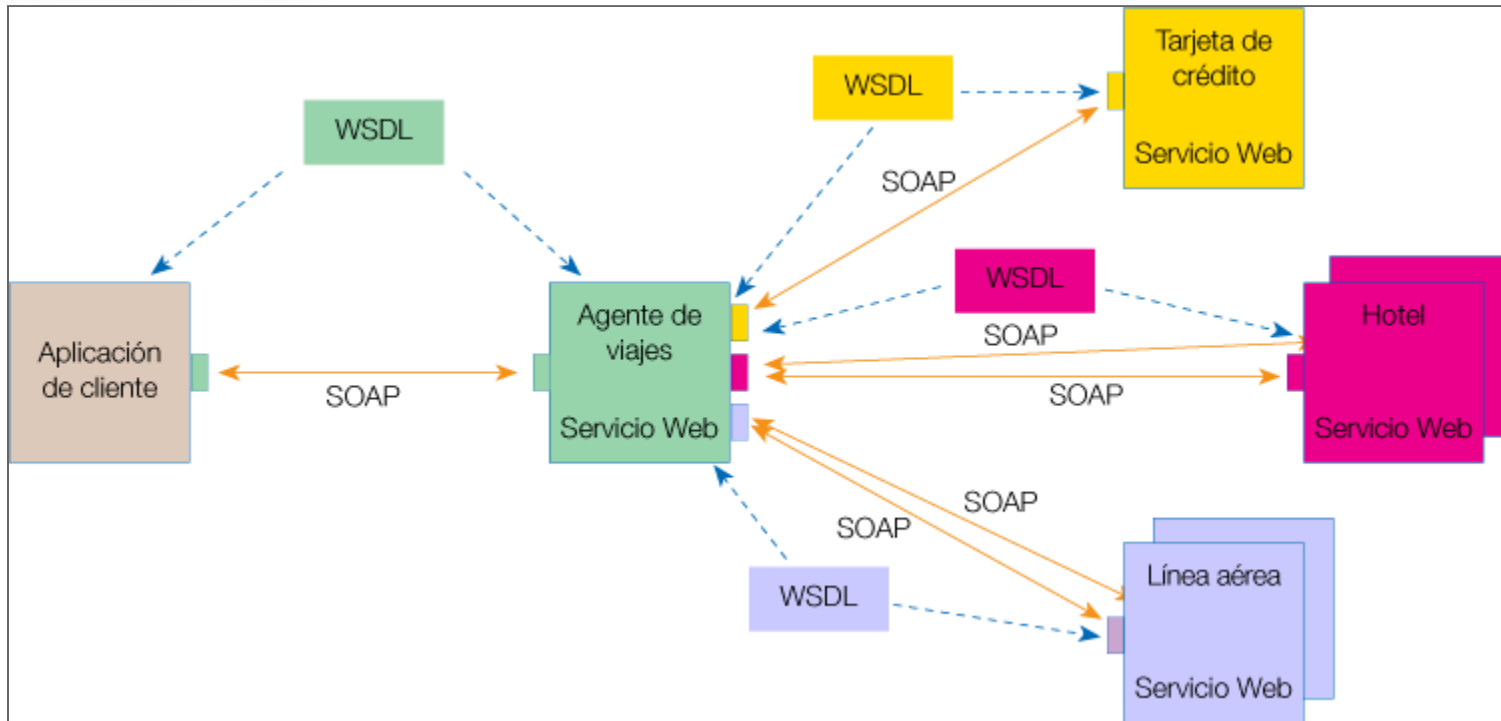 WSDL
WSDL
Tarjeta de
crédito
Servicio Web
SOAP
WSDL
SOAP
Hotel
Servicio Web
Aplicación
de cliente
SOAP
Agente de
viajes
Servicio Web
SOAP
SOAP
SOAP
WSDL
Línea aérea
Servicio Web